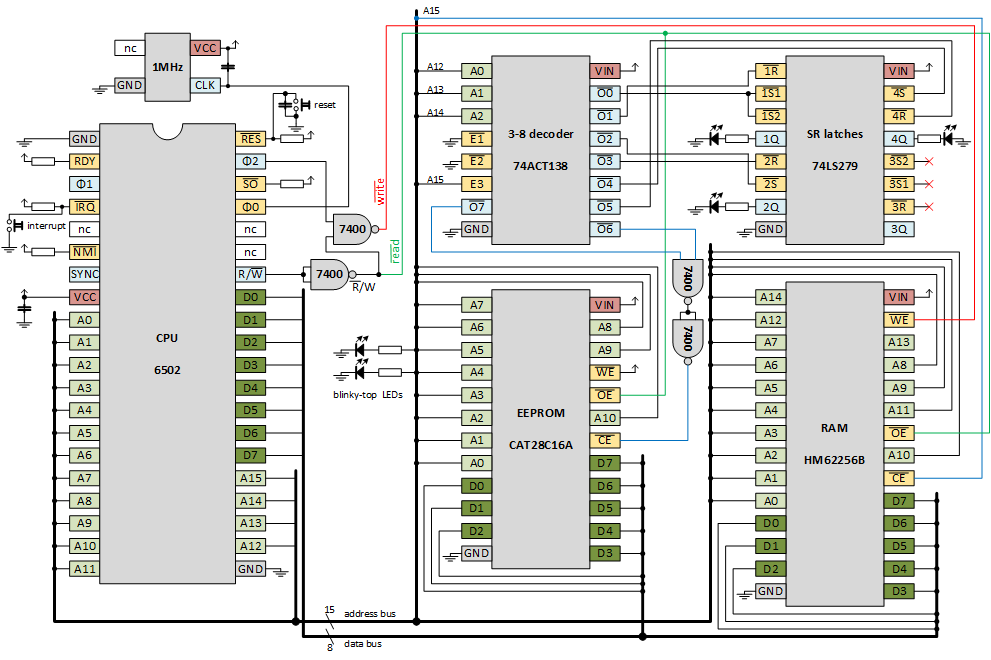 A15
nc
VCC
1MHz
GND
CLK
reset
GND
RES
RDY
Φ2
Φ1
SO
IRQ
Φ0
interrupt
nc
nc
NMI
nc
SYNC
R/W
VCC
D0
A0
D1
A1
D2
A2
D3
A3
D4
A4
D5
A5
D6
A6
D7
A7
A15
A8
A14
A9
A13
A10
A12
A11
GND
CPU
6502
7400
7400
R/W
write
read
A12
A13
A14
A15
A0
VIN
A1
O0
A2
O1
E1
O2
E2
O3
E3
O4
O7
O5
GND
O6
3-8 decoder
74ACT138
1R
VIN
1S1
4S
1S2
4R
1Q
4Q
2R
3S2
2S
3S1
2Q
3R
GND
3Q
SR latches
74LS279
7400
7400
blinky-top LEDs
A7
VIN
A6
A8
A5
A9
A4
WE
A3
OE
A2
A10
A1
CE
A0
D7
D0
D6
D1
D5
D2
D4
GND
D3
EEPROM
CAT28C16A
A14
VIN
A12
WE
A7
A13
A6
A8
A5
A9
A4
A11
A3
OE
A2
A10
A1
CE
A0
D7
D0
D6
D1
D5
D2
D4
GND
D3
RAM
HM62256B
15
address bus
8
data bus